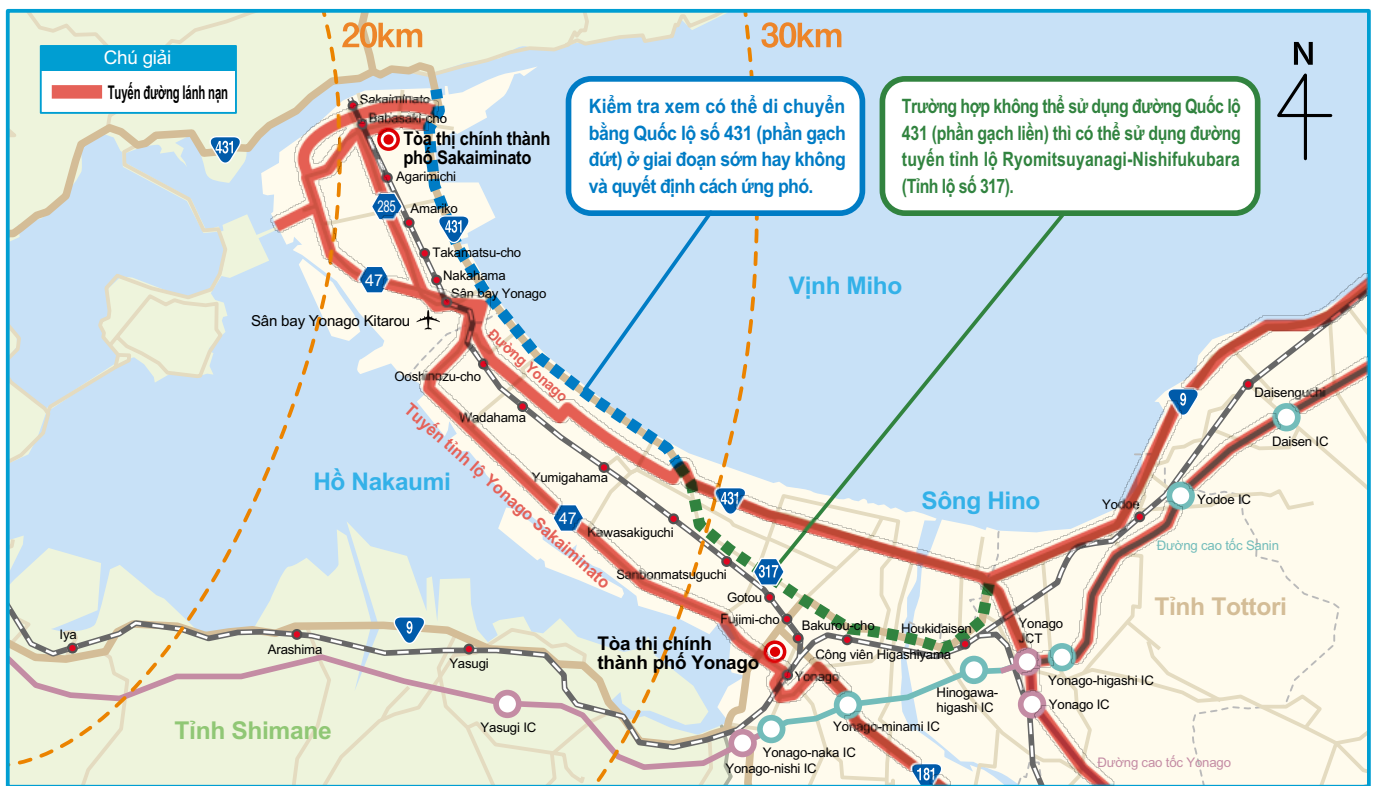 20km
30km
N
Chú giải
Tuyến đường lánh nạn
Kiểm tra xem có thể di chuyển
bằng Quốc lộ số 431 (phần gạch
đứt) ở giai đoạn sớm hay không
và quyết định cách ứng phó.
Trường hợp không thể sử dụng đường Quốc lộ
431 (phần gạch liền) thì có thể sử dụng đường
tuyến tỉnh lộ Ryomitsuyanagi-Nishifukubara
(Tỉnh lộ số 317).
Sakaiminato
Babasaki-cho
Tòa thị chính thành
phố Sakaiminato
431
Agarimichi
285
Amariko
431
Takamatsu-cho
47
Nakahama
Sân bay Yonago
Vịnh Miho
Sân bay Yonago Kitarou
Đường Yonago
Ooshinozu-cho
Wadahama
Tuyến tỉnh lộ Yonago Sakaiminato
Hồ Nakaumi
Yumigahama
47
Kawasakiguchi
431
Sông Hino
9
Daisenguchi
Daisen IC
Yodoe
Yodoe IC
Đường cao tốc Sanin
Sanbonmatsuguchi
317
Gotou
Fujimi-cho
Bakurou-cho
Houkidaisen
Công viên Higashiyama
Tỉnh Tottori
Yonago
JCT
Tòa thị chính
thành phố Yonago
Yonago
Iya
Arashima
9
Yasugi
Yonago-higashi IC
Hinogawa-
higashi IC
Yonago IC
Tỉnh Shimane
Yasugi IC
Yonago-minami IC
Yonago-naka IC
Yonago-nishi IC
181
Đường cao tốc Yonago